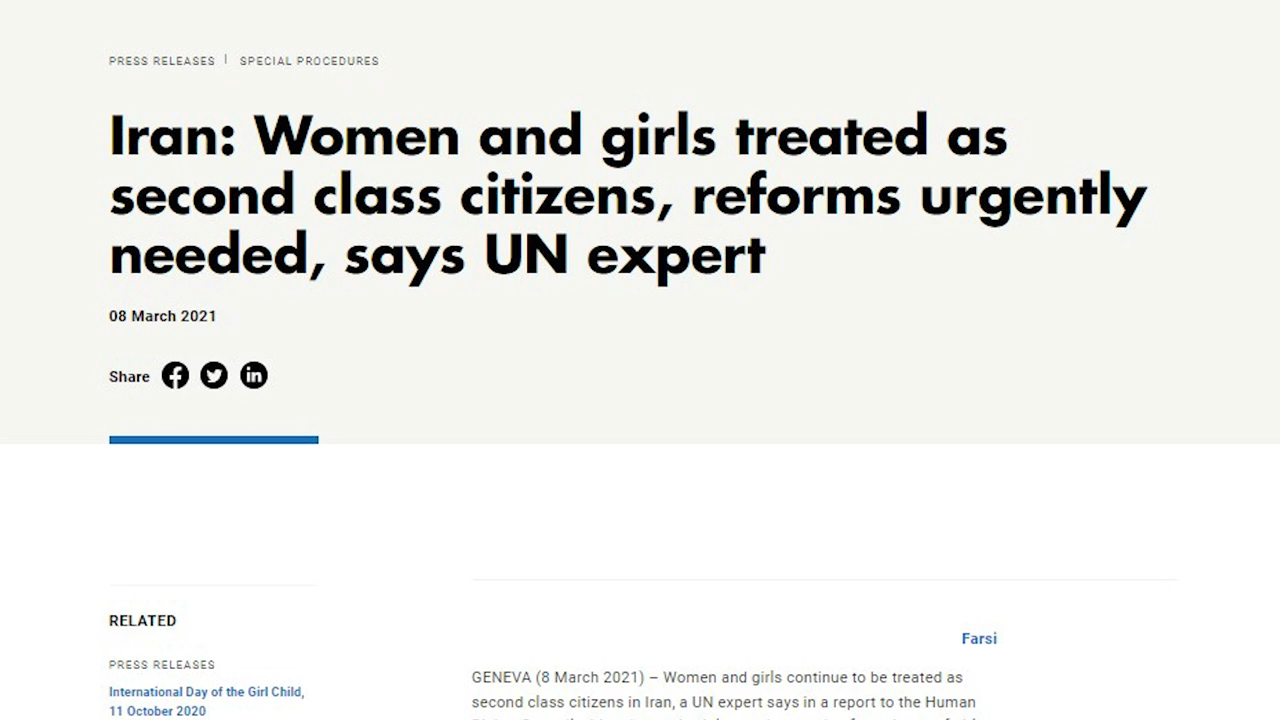 PRESS RELEASES | SPECIAL PROCEDURES
Iran: Women and girls treated as
second class citizens, reforms urgently
needed, says UN expert
08 March 2021
Share
RELATED
PRESS RELEASES
International Day of the Girl Child,
11 October 2020
Farsi
GENEVA (8 March 2021) – Women and girls continue to be treated as
second class citizens in Iran, a UN expert says in a report to the Human